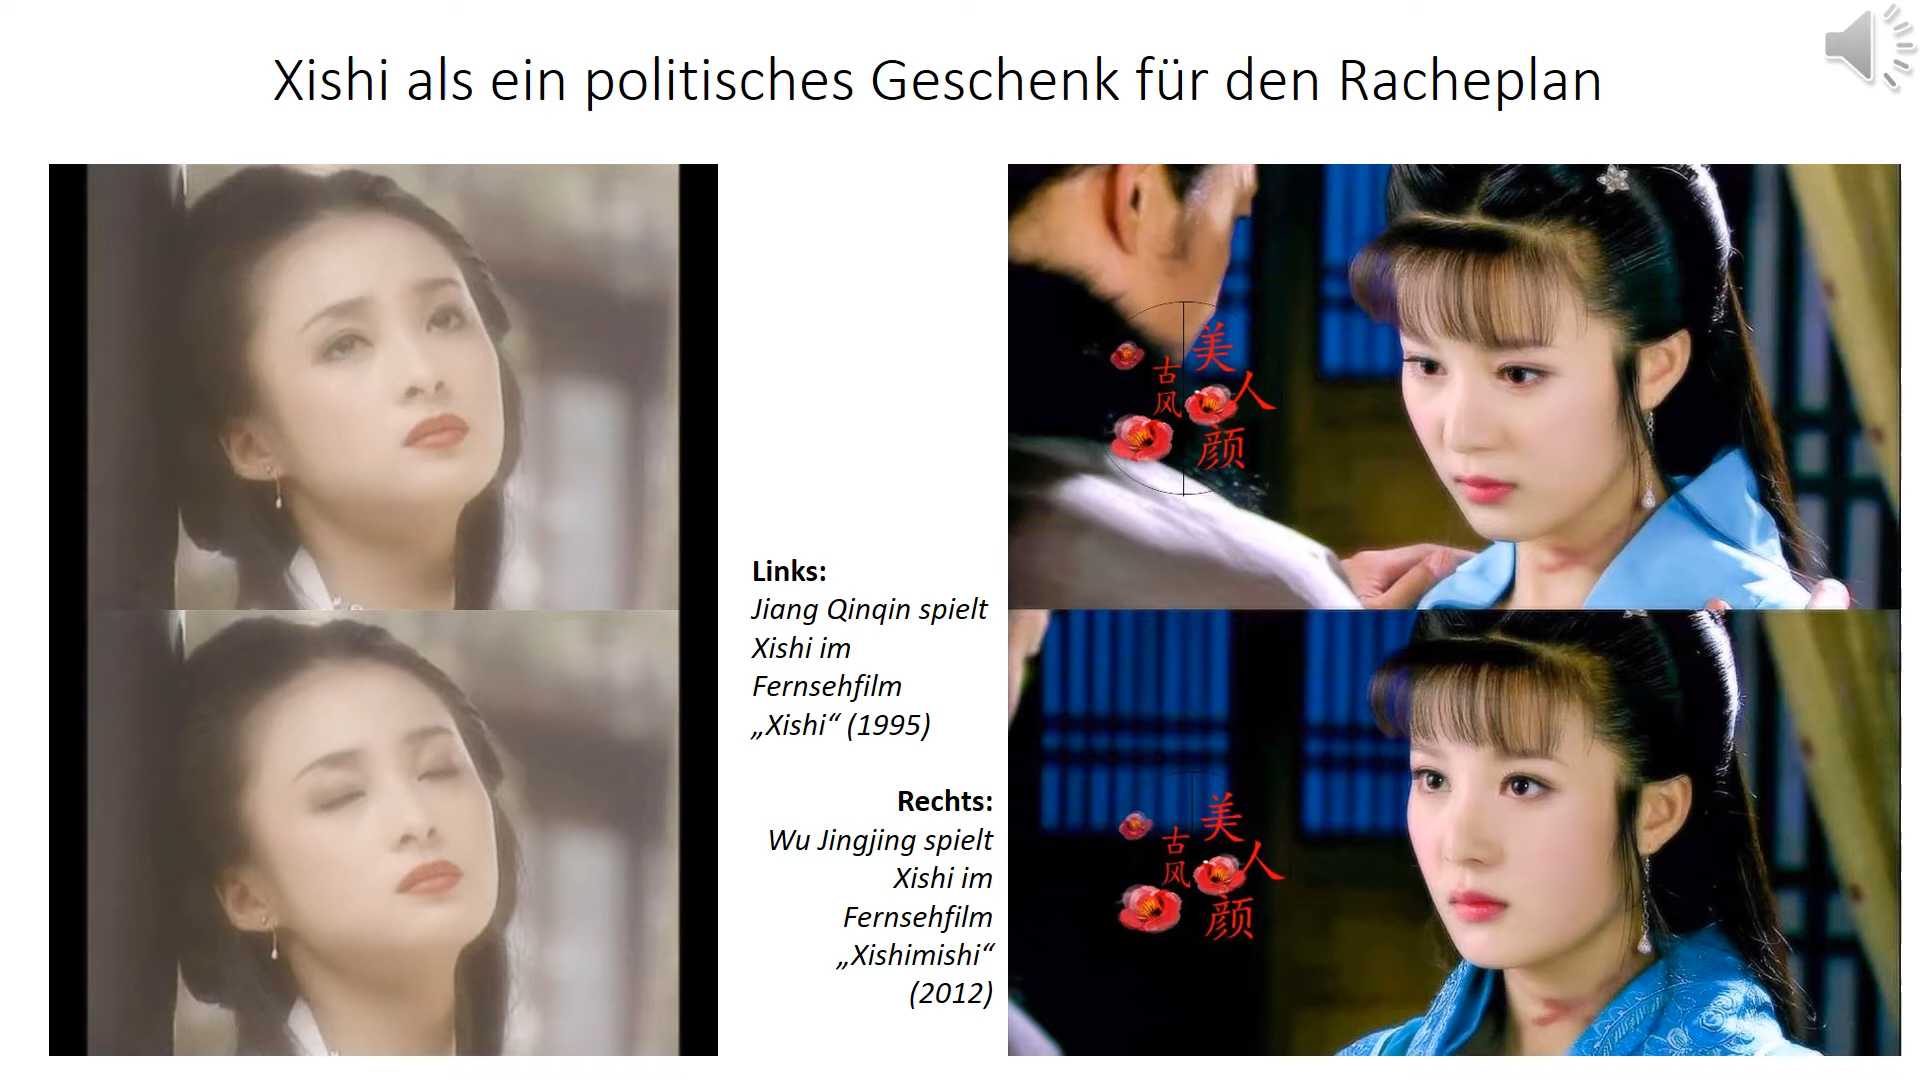 Xishi als ein politisches Geschenk für den Racheplan
Links:
Jiang Qinqin spielt
Xishi im
Fernsehfilm
„Xishi“ (1995)
Rechts:
Wu Jingjing spielt
Xishi im
Fernsehfilm
„Xishimishi“
(2012)
古风
美人颜
古风
美人颜